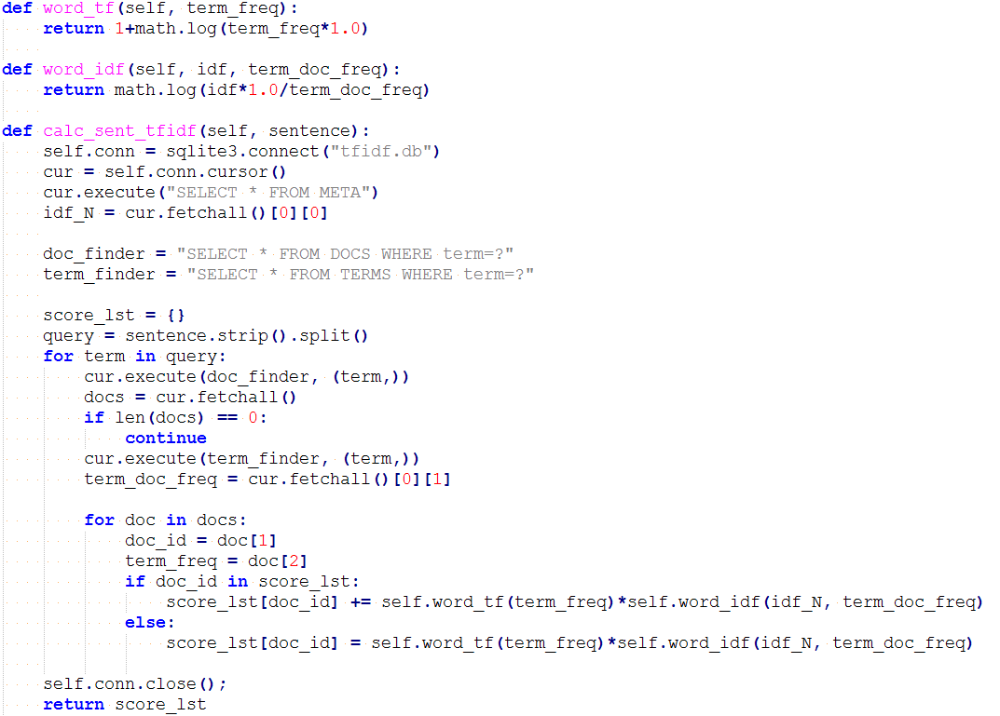 def word_tf(self, term_freq):
    return 1+math.log(term_freq*1.0)

def word_idf(self, idf, term_doc_freq):
    return math.log(idf*1.0/term_doc_freq)

def calc_sent_tfidf(self, sentence):
    self.conn = sqlite3.connect("tfidf.db")
    cur = self.conn.cursor()
    cur.execute("SELECT * FROM META")
    idf_N = cur.fetchall()[0][0]

    doc_finder = "SELECT * FROM DOCS WHERE term=?"
    term_finder = "SELECT * FROM TERMS WHERE term=?"

    score_lst = {}
    query = sentence.strip().split()
    for term in query:
        cur.execute(doc_finder, (term,))
        docs = cur.fetchall()
        if len(docs) == 0:
            continue
        cur.execute(term_finder, (term,))
        term_doc_freq = cur.fetchall()[0][1]

        for doc in docs:
            doc_id = doc[1]
            term_freq = doc[2]
            if doc_id in score_lst:
                score_lst[doc_id] += self.word_tf(term_freq)*self.word_idf(idf_N, term_doc_freq)
            else:
                score_lst[doc_id] = self.word_tf(term_freq)*self.word_idf(idf_N, term_doc_freq)

    self.conn.close();
    return score_lst